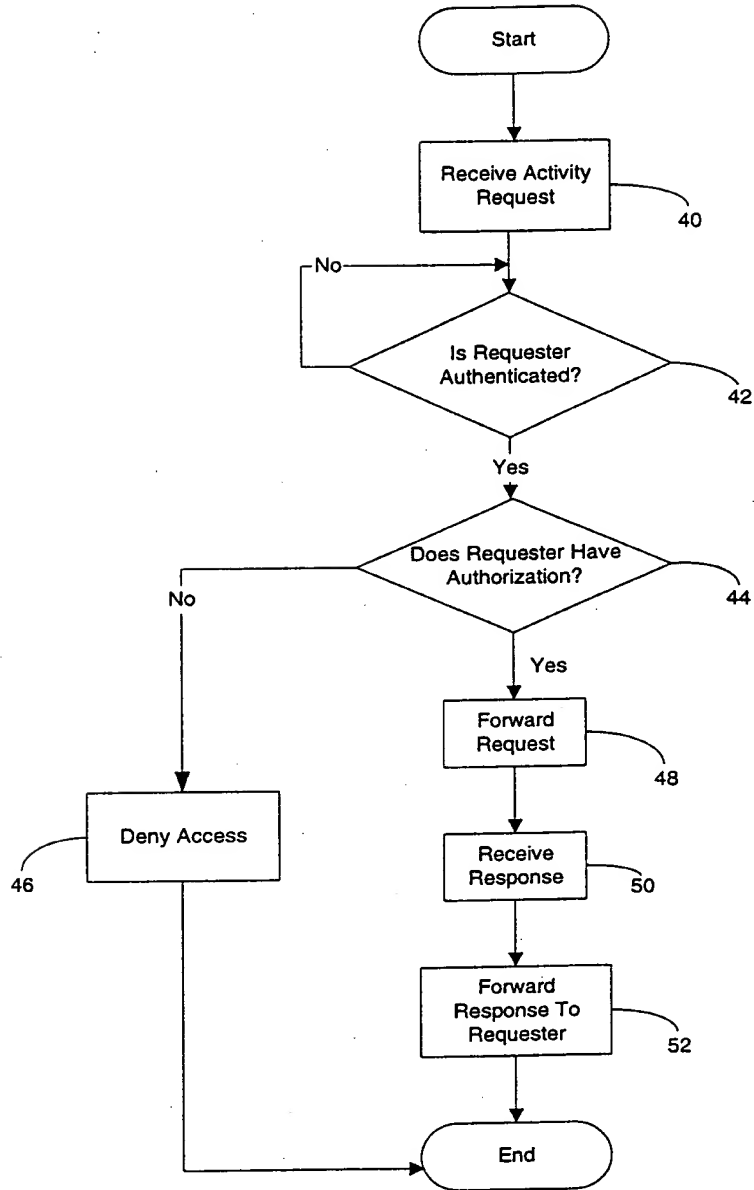 Start
Receive Activity
Request
40
No
Is Requester
Authenticated?
42
Yes
Does Requester Have
Authorization?
44
No
Yes
Forward
Request
48
Deny Access
46
Receive
Response
50
Forward
Response To
Requester
52
End